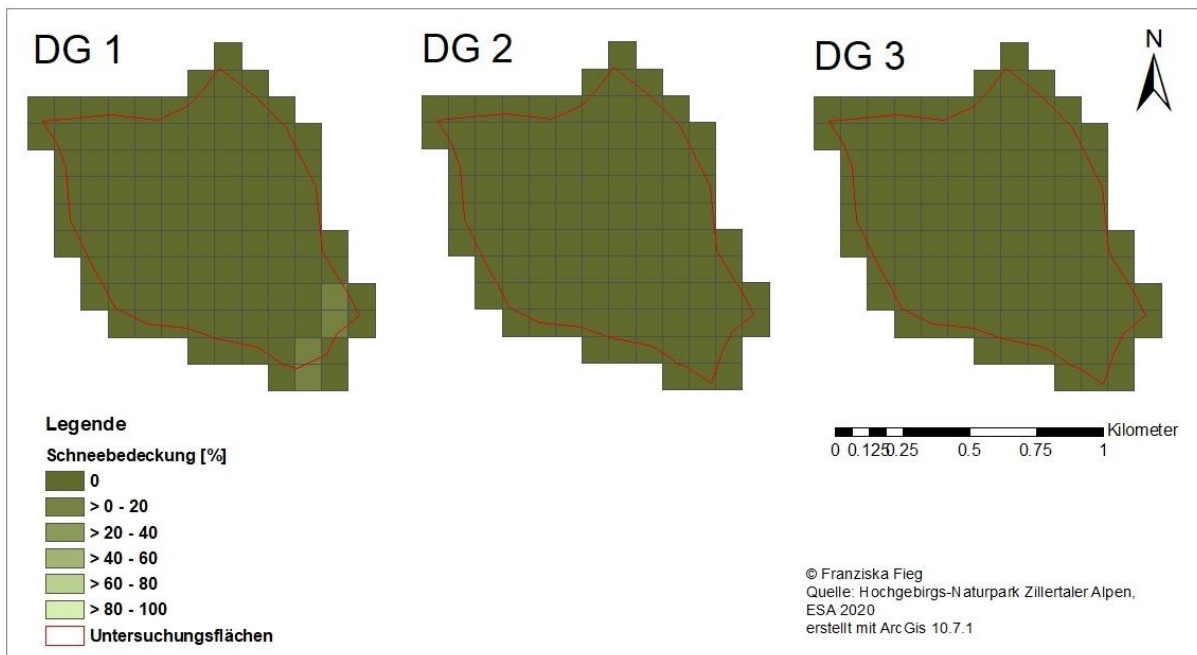 DG 1
DG 2
DG 3
N
Legende
Schneebedeckung [%]
0
> 0 - 20
> 20 - 40
> 40 - 60
> 60 - 80
> 80 - 100
Untersuchungsflächen
Kilometer
0 0.125 0.25 0.5 0.75 1
© Franziska Fieg
Quelle: Hochgebirgs-Naturpark Zillertaler Alpen,
ESA 2020
erstellt mit ArcGis 10.7.1